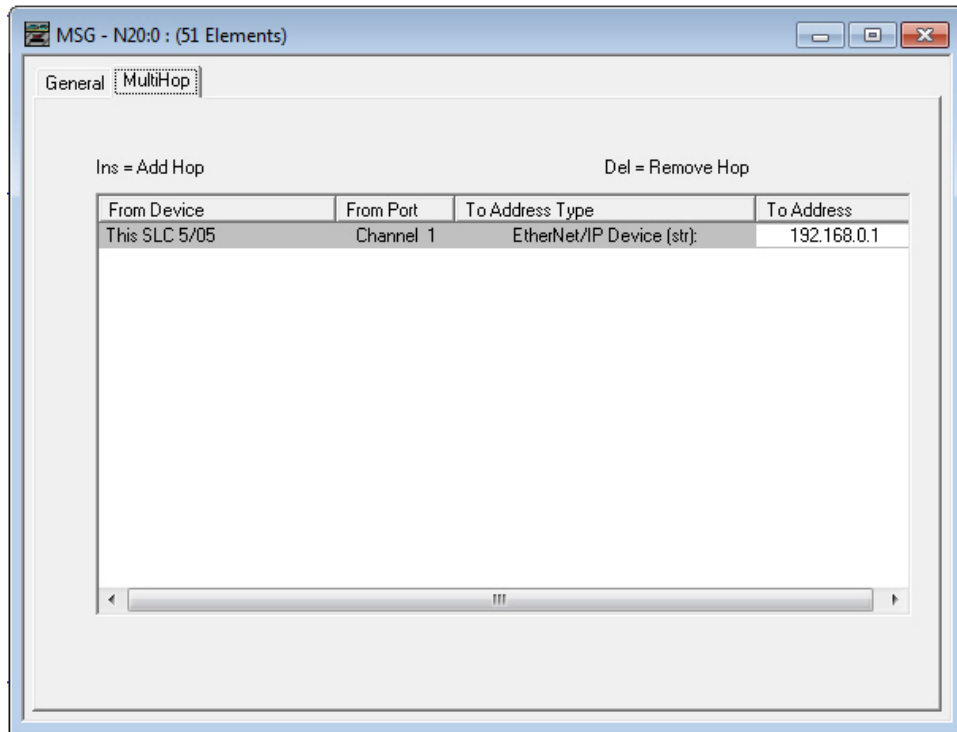 MSG - N20:0 : (51 Elements)
General MultiHop
Ins = Add Hop Del = Remove Hop
From Device From Port To Address Type To Address
This SLC 5/05 Channel 1 EtherNet/IP Device (str): 192.168.0.1